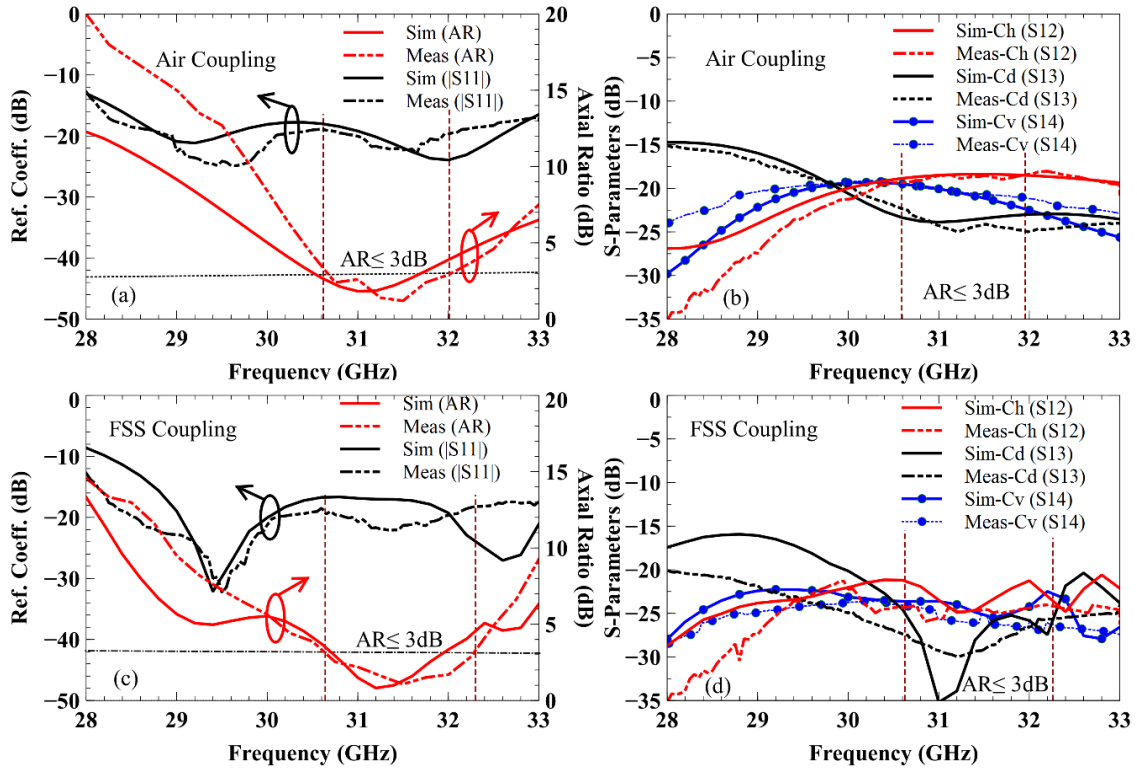 0
-10
-20
-30
-40
-50
Ref. Coeff. (dB)
20
15
10
5
0
Axial Ratio (dB)
Air Coupling
Sim (AR)
Meas (AR)
Sim (|S11|)
Meas (|S11|)
AR≤ 3dB
(a)
28 29 30 31 32 33
Frequency (GHz)
0
-5
-10
-15
-20
-25
-30
-35
S-Parameters (dB)
Air Coupling
Sim-Ch (S12)
Meas-Ch (S12)
Sim-Cd (S13)
Meas-Cd (S13)
Sim-Cv (S14)
Meas-Cv (S14)
(b)
AR≤ 3dB
28 29 30 31 32 33
Frequency (GHz)
0
-10
-20
-30
-40
-50
Ref. Coeff. (dB)
20
15
10
5
0
Axial Ratio (dB)
FSS Coupling
Sim (AR)
Meas (AR)
Sim (|S11|)
Meas (|S11|)
AR≤ 3dB
(c)
28 29 30 31 32 33
Frequency (GHz)
0
-5
-10
-15
-20
-25
-30
-35
S-Parameters (dB)
FSS Coupling
Sim-Ch (S12)
Meas-Ch (S12)
Sim-Cd (S13)
Meas-Cd (S13)
Sim-Cv (S14)
Meas-Cv (S14)
(d)
AR≤ 3dB
28 29 30 31 32 33
Frequency (GHz)